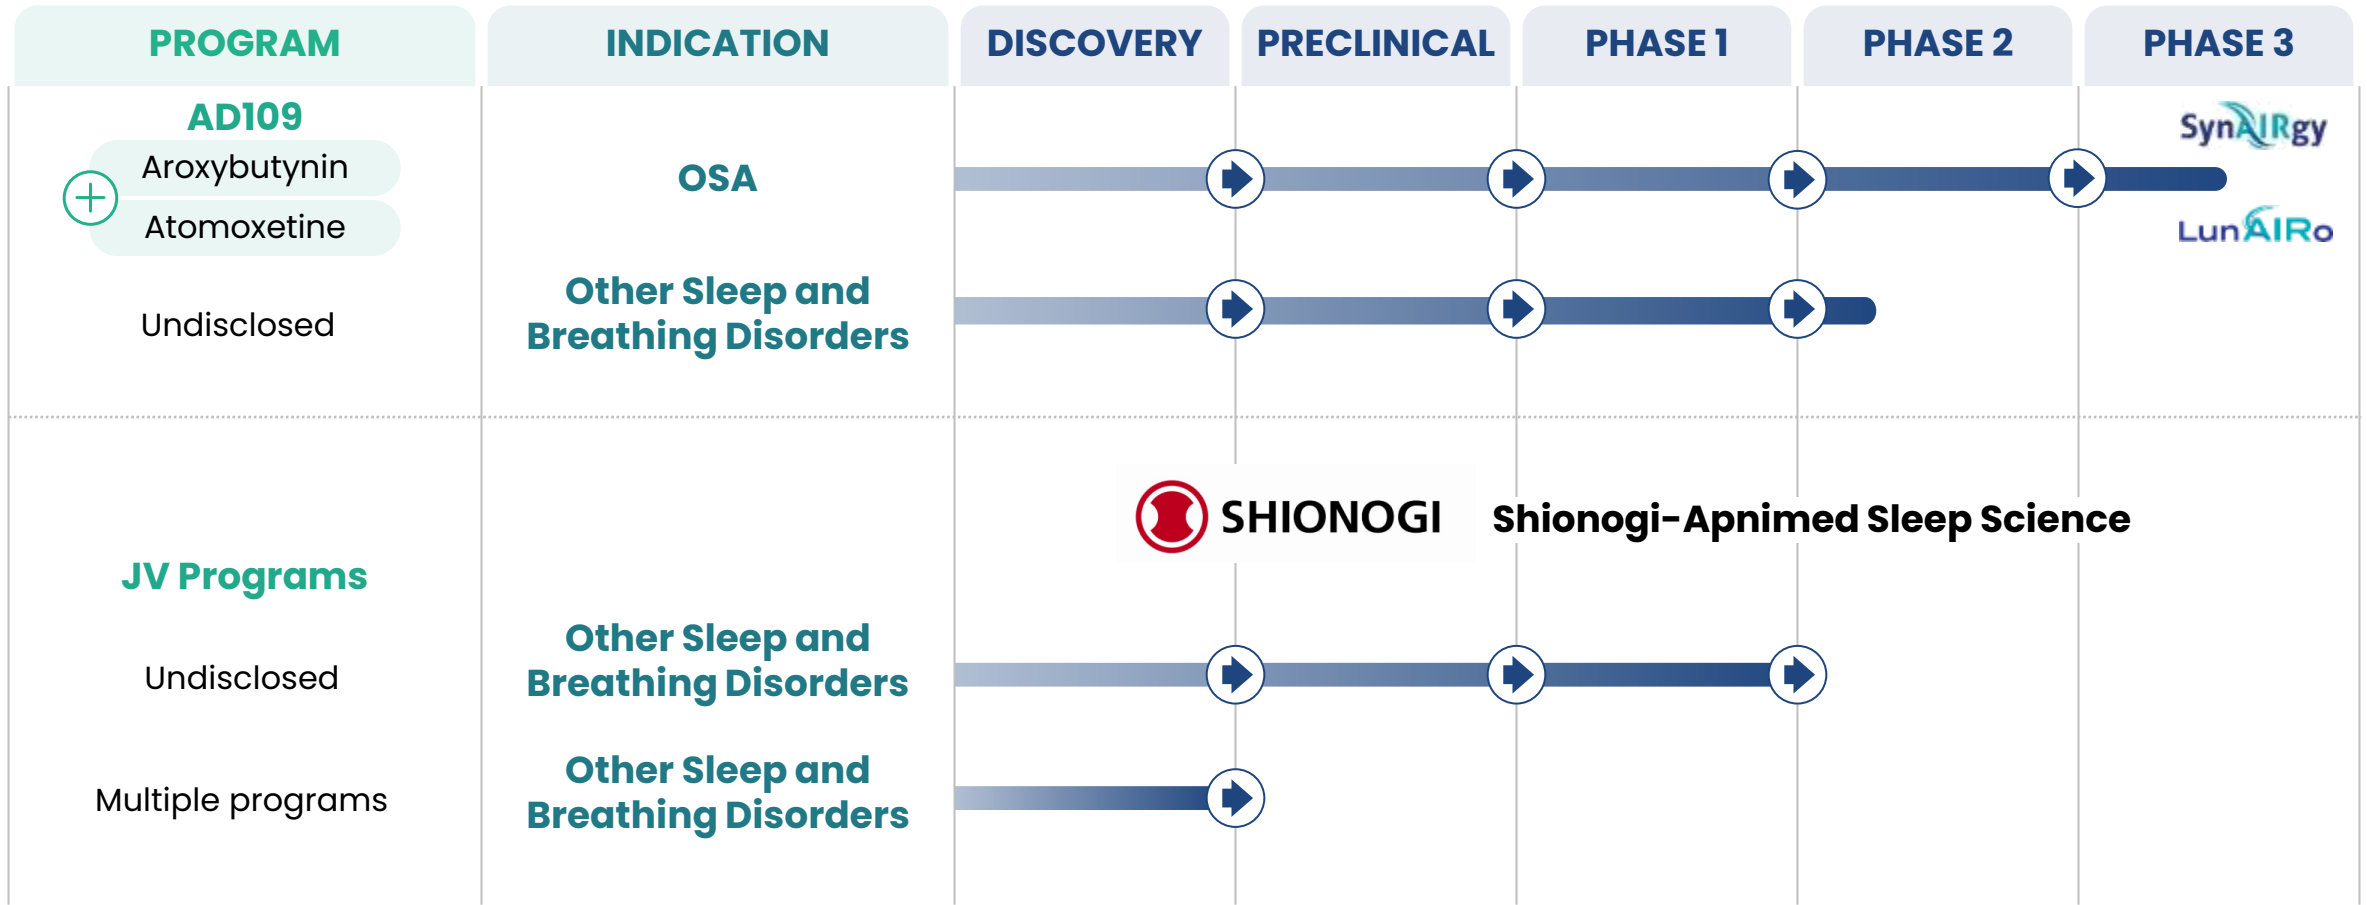 PROGRAM
INDICATION
DISCOVERY
PRECLINICAL
PHASE 1
PHASE 2
PHASE 3
AD109
Aroxybutynin
Atomoxetine
OSA
SynAIRgy
LunAIRo
Undisclosed
Other Sleep and
Breathing Disorders
SHIONOGI
Shionogi-Apnimed Sleep Science
JV Programs
Undisclosed
Other Sleep and
Breathing Disorders
Multiple programs
Other Sleep and
Breathing Disorders